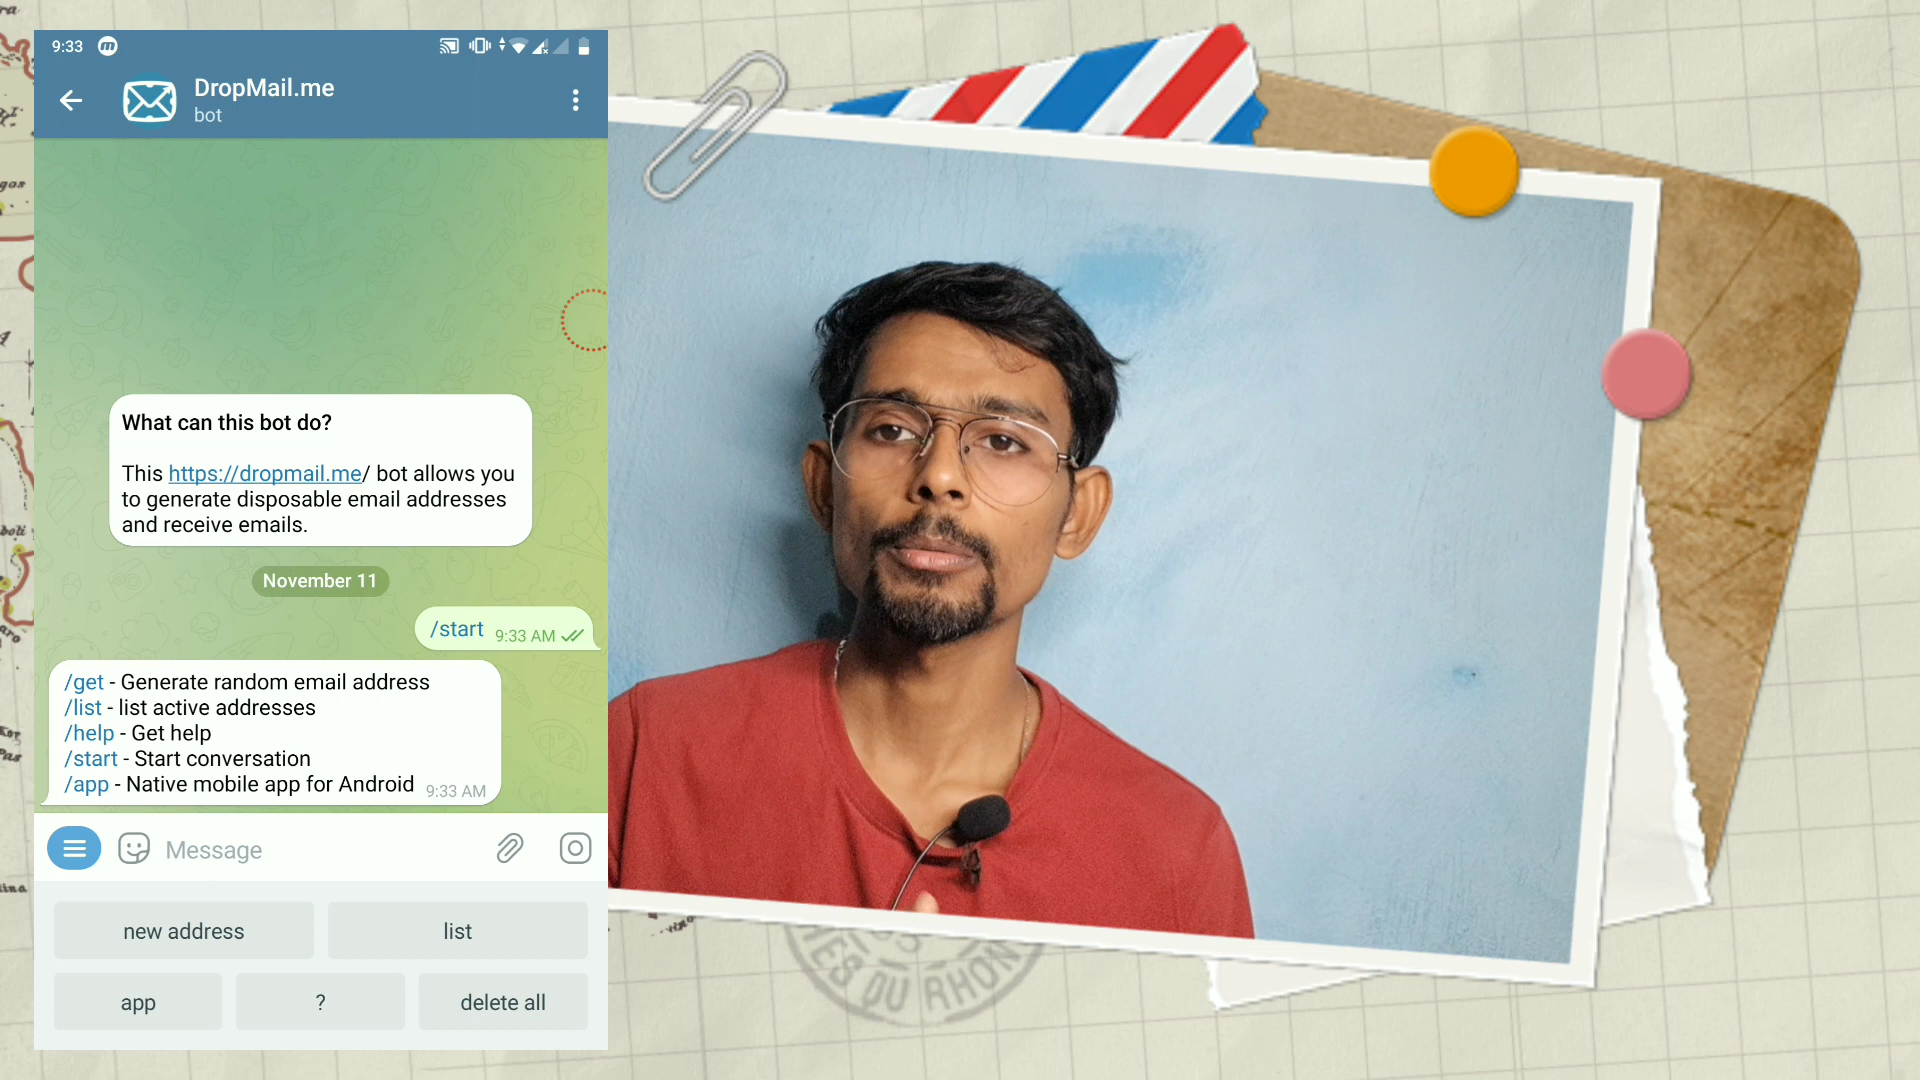 9:33
DropMail.me
bot
What can this bot do?
This https://dropmail.me/ bot allows you
to generate disposable email addresses
and receive emails.
November 11
/start 9:33 AM
/get - Generate random email address
/list - list active addresses
/help - Get help
/start - Start conversation
/app - Native mobile app for Android 9:33 AM
Message
new address
list
app
?
delete all
DU RHON